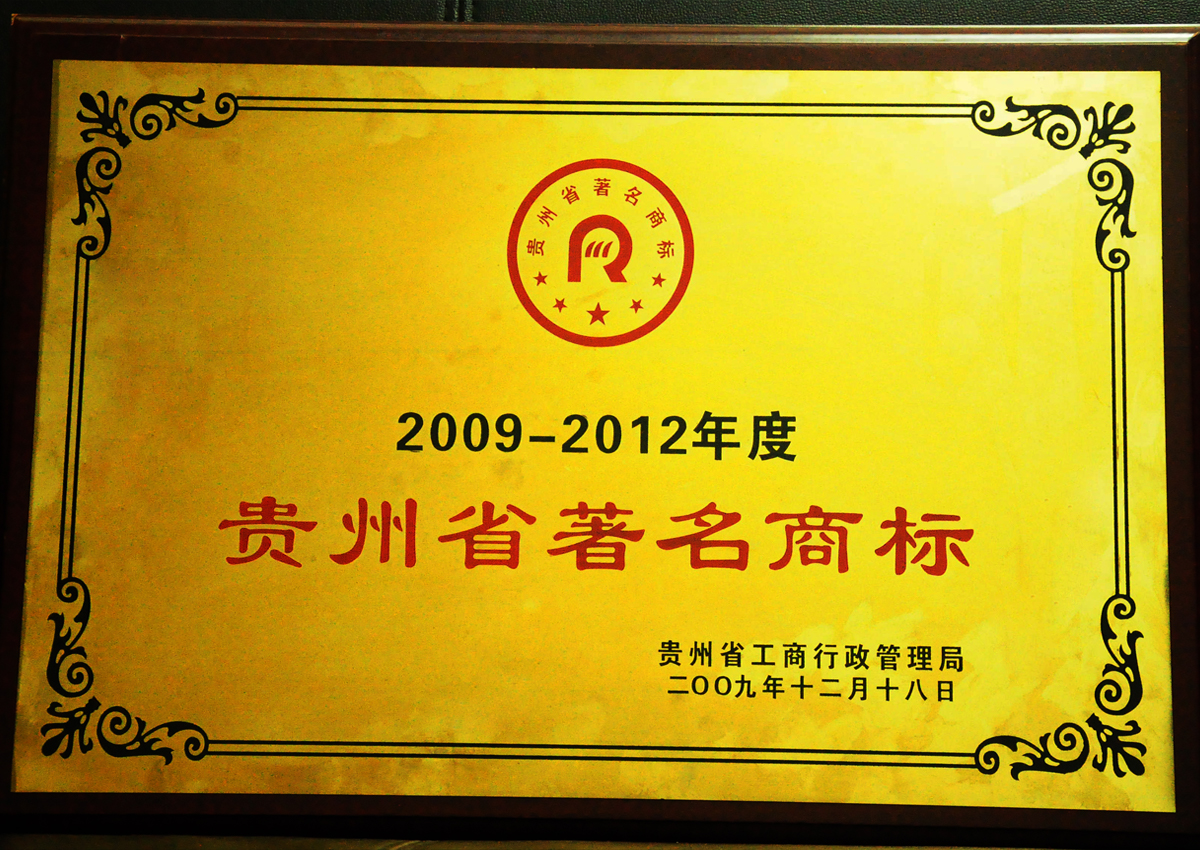 贵州省著名商标
2009-2012年度
贵州省著名商标
贵州省工商行政管理局
二〇〇九年十二月十八日